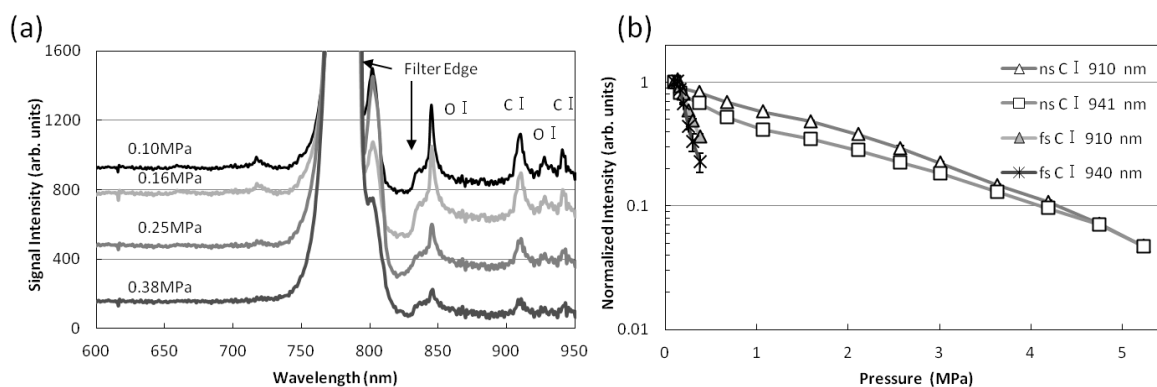 (a)
1600
1200
800
400
0
Signal Intensity (arb. units)
Filter Edge
O I
C I
O I
C I
0.10MPa
0.16MPa
0.25MPa
0.38MPa
600 650 700 750 800 850 900 950
Wavelength (nm)
(b)
1
0.1
0.01
Normalized Intensity (arb. units)
ns C I 910 nm
ns C I 941 nm
fs C I 910 nm
fs C I 940 nm
0 1 2 3 4 5
Pressure (MPa)